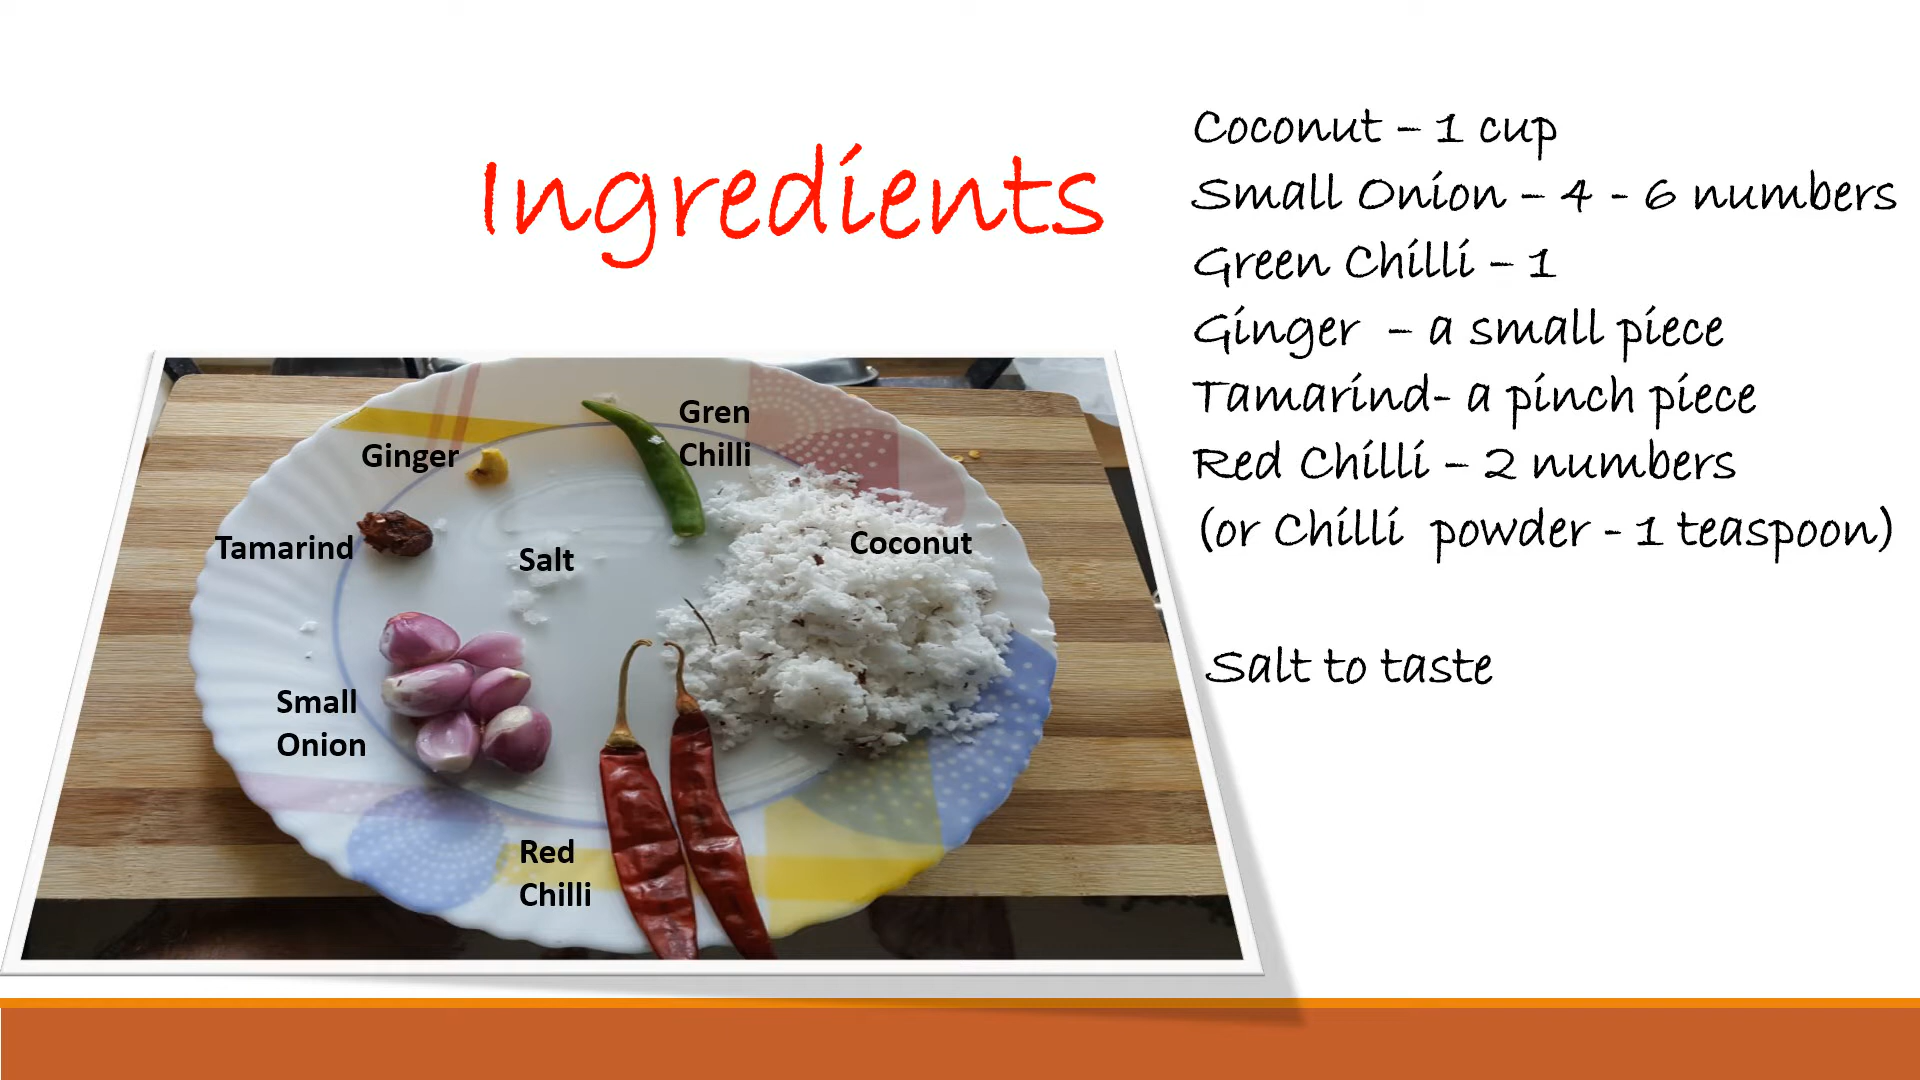 Ingredients
Coconut – 1 cup
Small Onion – 4 - 6 numbers
Green Chilli – 1
Ginger – a small piece
Tamarind- a pinch piece
Red Chilli – 2 numbers
(or Chilli powder - 1 teaspoon)
Salt to taste
Gren
Chilli
Ginger
Tamarind
Salt
Coconut
Small
Onion
Red
Chilli